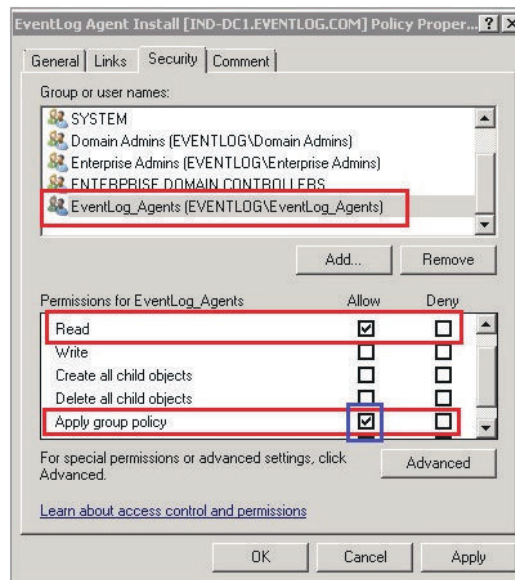 EventLog Agent Install [IND-DC1.EVENTLOG.COM] Policy Proper...
General Links Security Comment
Group or user names:
SYSTEM
Domain Admins (EVENTLOG\Domain Admins)
Enterprise Admins (EVENTLOG\Enterprise Admins)
ENTERPRISE DOMAIN CONTROLLERS
EventLog_Agents (EVENTLOG\EventLog_Agents)
Add... Remove
Permissions for EventLog_Agents Allow Deny
Read
Write
Create all child objects
Delete all child objects
Apply group policy
For special permissions or advanced settings, click
Advanced.
Advanced
Learn about access control and permissions
OK Cancel Apply